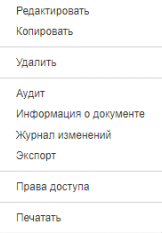 Редактировать
Копировать
Удалить
Аудит
Информация о документе
Журнал изменений
Экспорт
Права доступа
Печатать